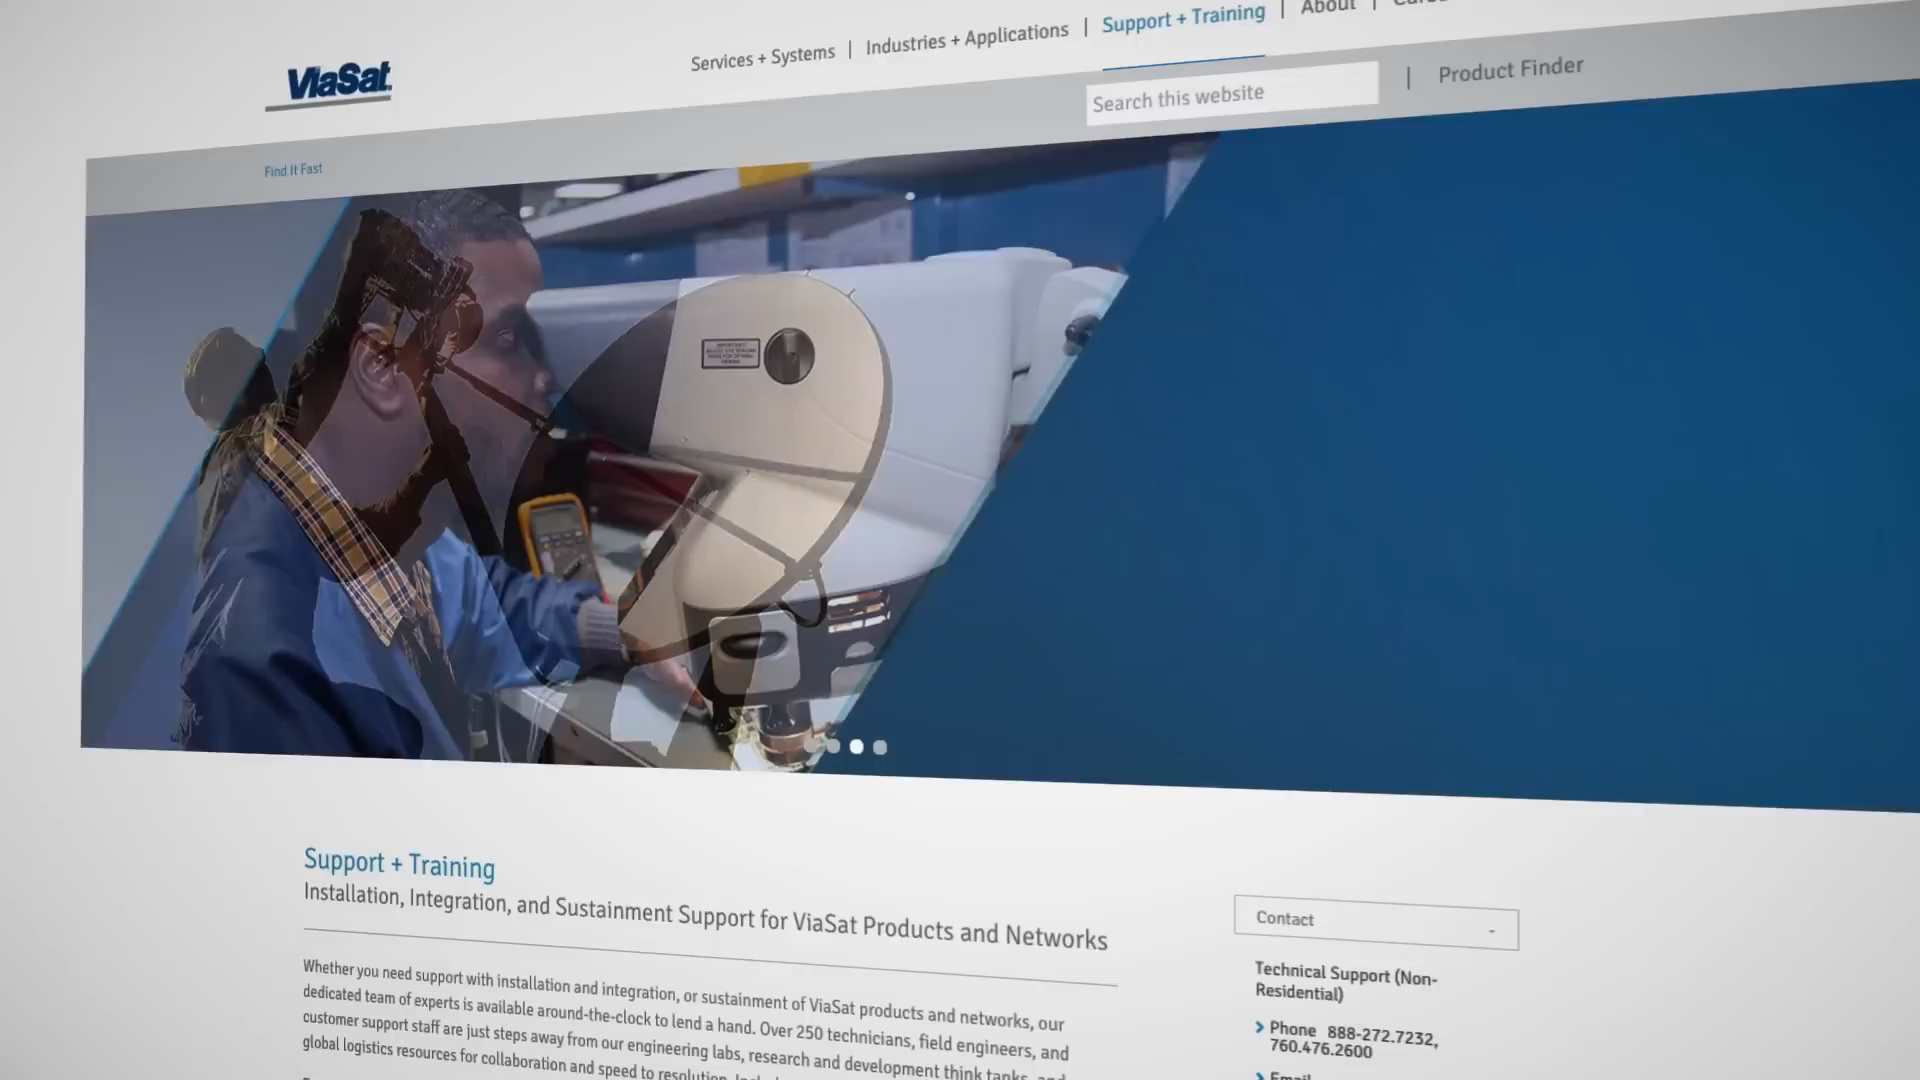 ViaSat
Services + Systems | Industries + Applications | Support + Training | About |
Search this website | Product Finder
Find It Fast
Support + Training
Installation, Integration, and Sustainment Support for ViaSat Products and Networks
Whether you need support with installation and integration, or sustainment of ViaSat products and networks, our
dedicated team of experts is available around-the-clock to lend a hand. Over 250 technicians, field engineers, and
customer support staff are just steps away from our engineering labs, research and development think tanks, and
global logistics resources for collaboration and speed to resolution.
Contact -
Technical Support (Non-
Residential)
Phone 888-272.7232,
760.476.2600
Email